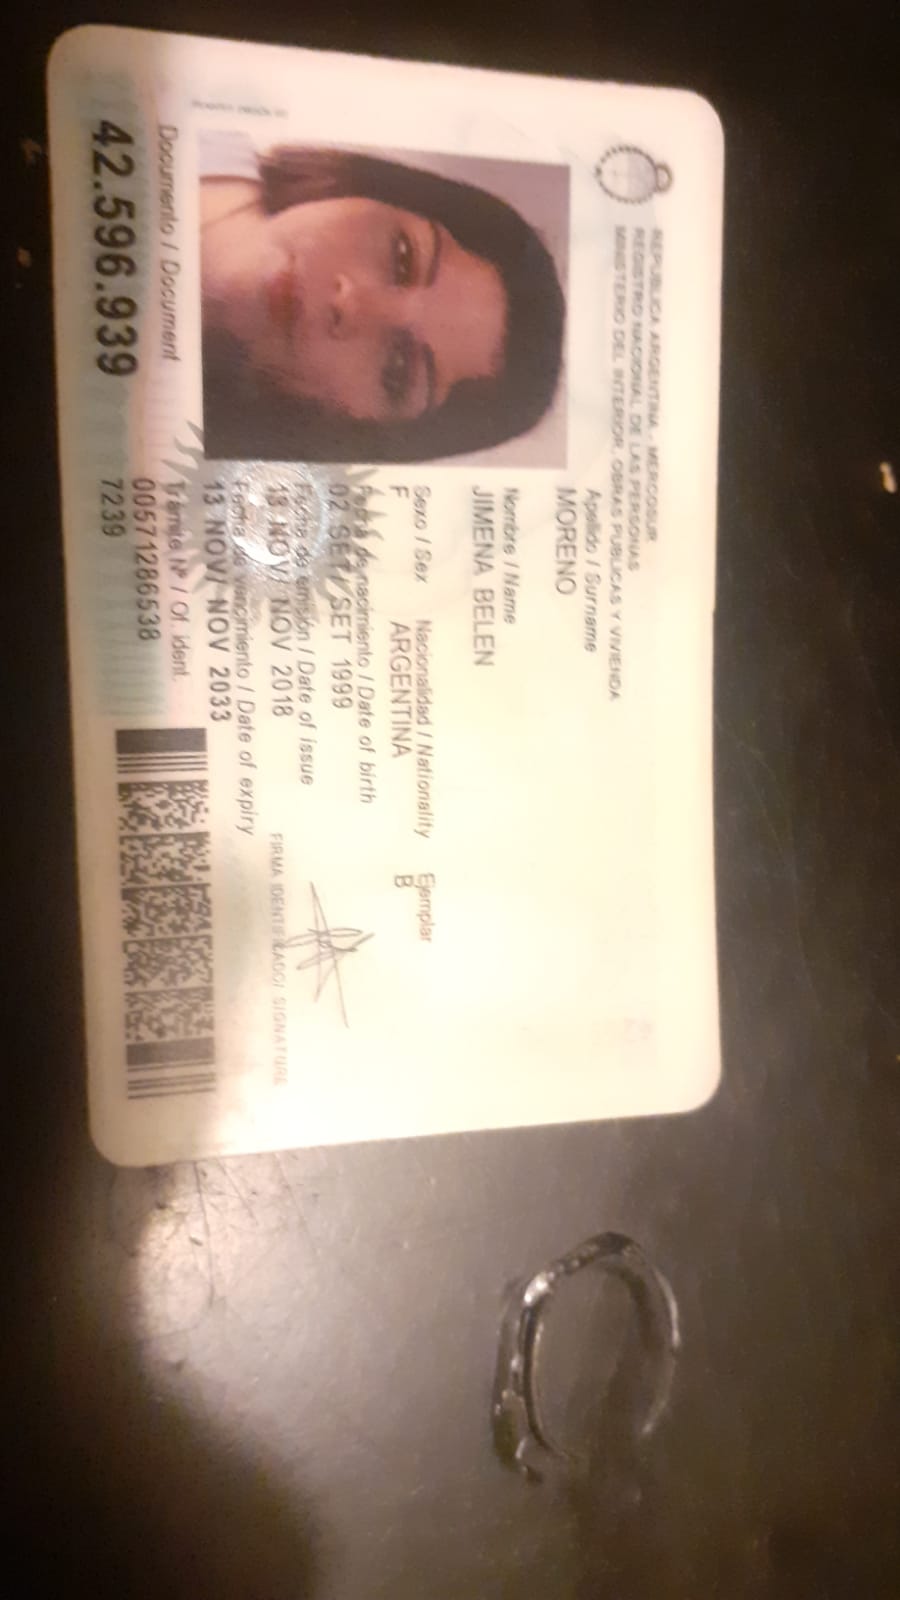 REPUBLICA ARGENTINA - MERCOSUR
REGISTRO NACIONAL DE LAS PERSONAS
MINISTERIO DEL INTERIOR, OBRAS PUBLICAS Y VIVIENDA
Apellido / Surname
MORENO
Nombre / Name
JIMENA BELEN
Sexo / Sex Nacionalidad / Nationality Ejemplar
F ARGENTINA B
Fecha de nacimiento / Date of birth
02 SET/ SET 1999
Fecha de emisión / Date of issue
13 NOV/ NOV 2018
Fecha de vencimiento / Date of expiry
13 NOV/ NOV 2033
FIRMA IDENTIFICADO/ SIGNATURE
Documento / Document
42.596.939
Trámite Nº / Of. ident.
00571286538
7239